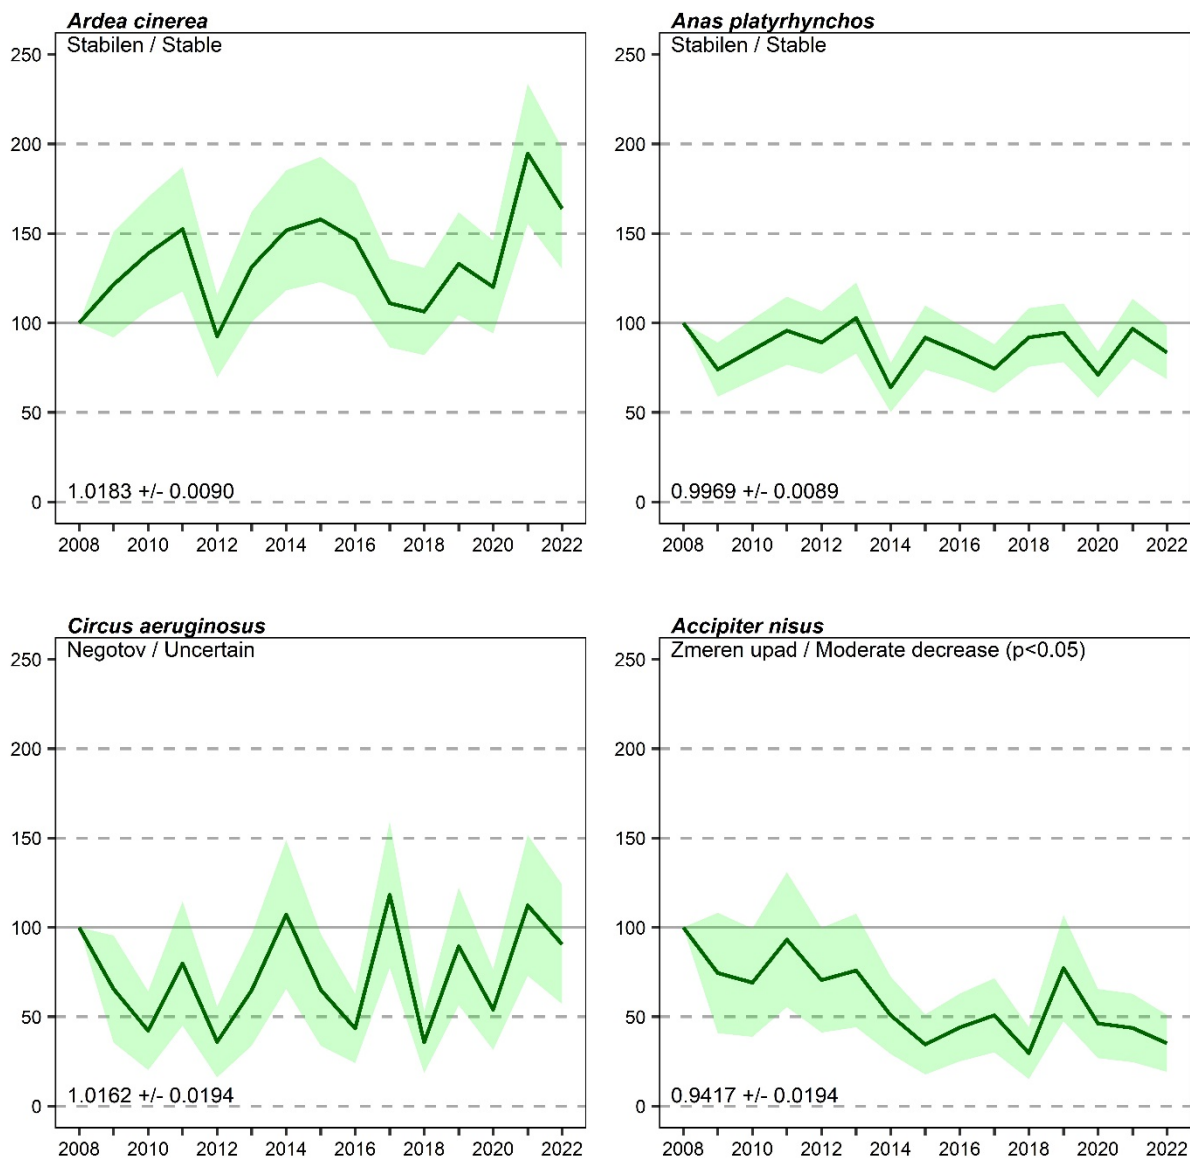 Ardea cinerea
Stabilen / Stable
250
200
150
100
50
0
1.0183 +/- 0.0090
2008 2010 2012 2014 2016 2018 2020 2022
Anas platyrhynchos
Stabilen / Stable
250
200
150
100
50
0
0.9969 +/- 0.0089
2008 2010 2012 2014 2016 2018 2020 2022
Circus aeruginosus
Negotov / Uncertain
250
200
150
100
50
0
1.0162 +/- 0.0194
2008 2010 2012 2014 2016 2018 2020 2022
Accipiter nisus
Zmeren upad / Moderate decrease (p<0.05)
250
200
150
100
50
0
0.9417 +/- 0.0194
2008 2010 2012 2014 2016 2018 2020 2022